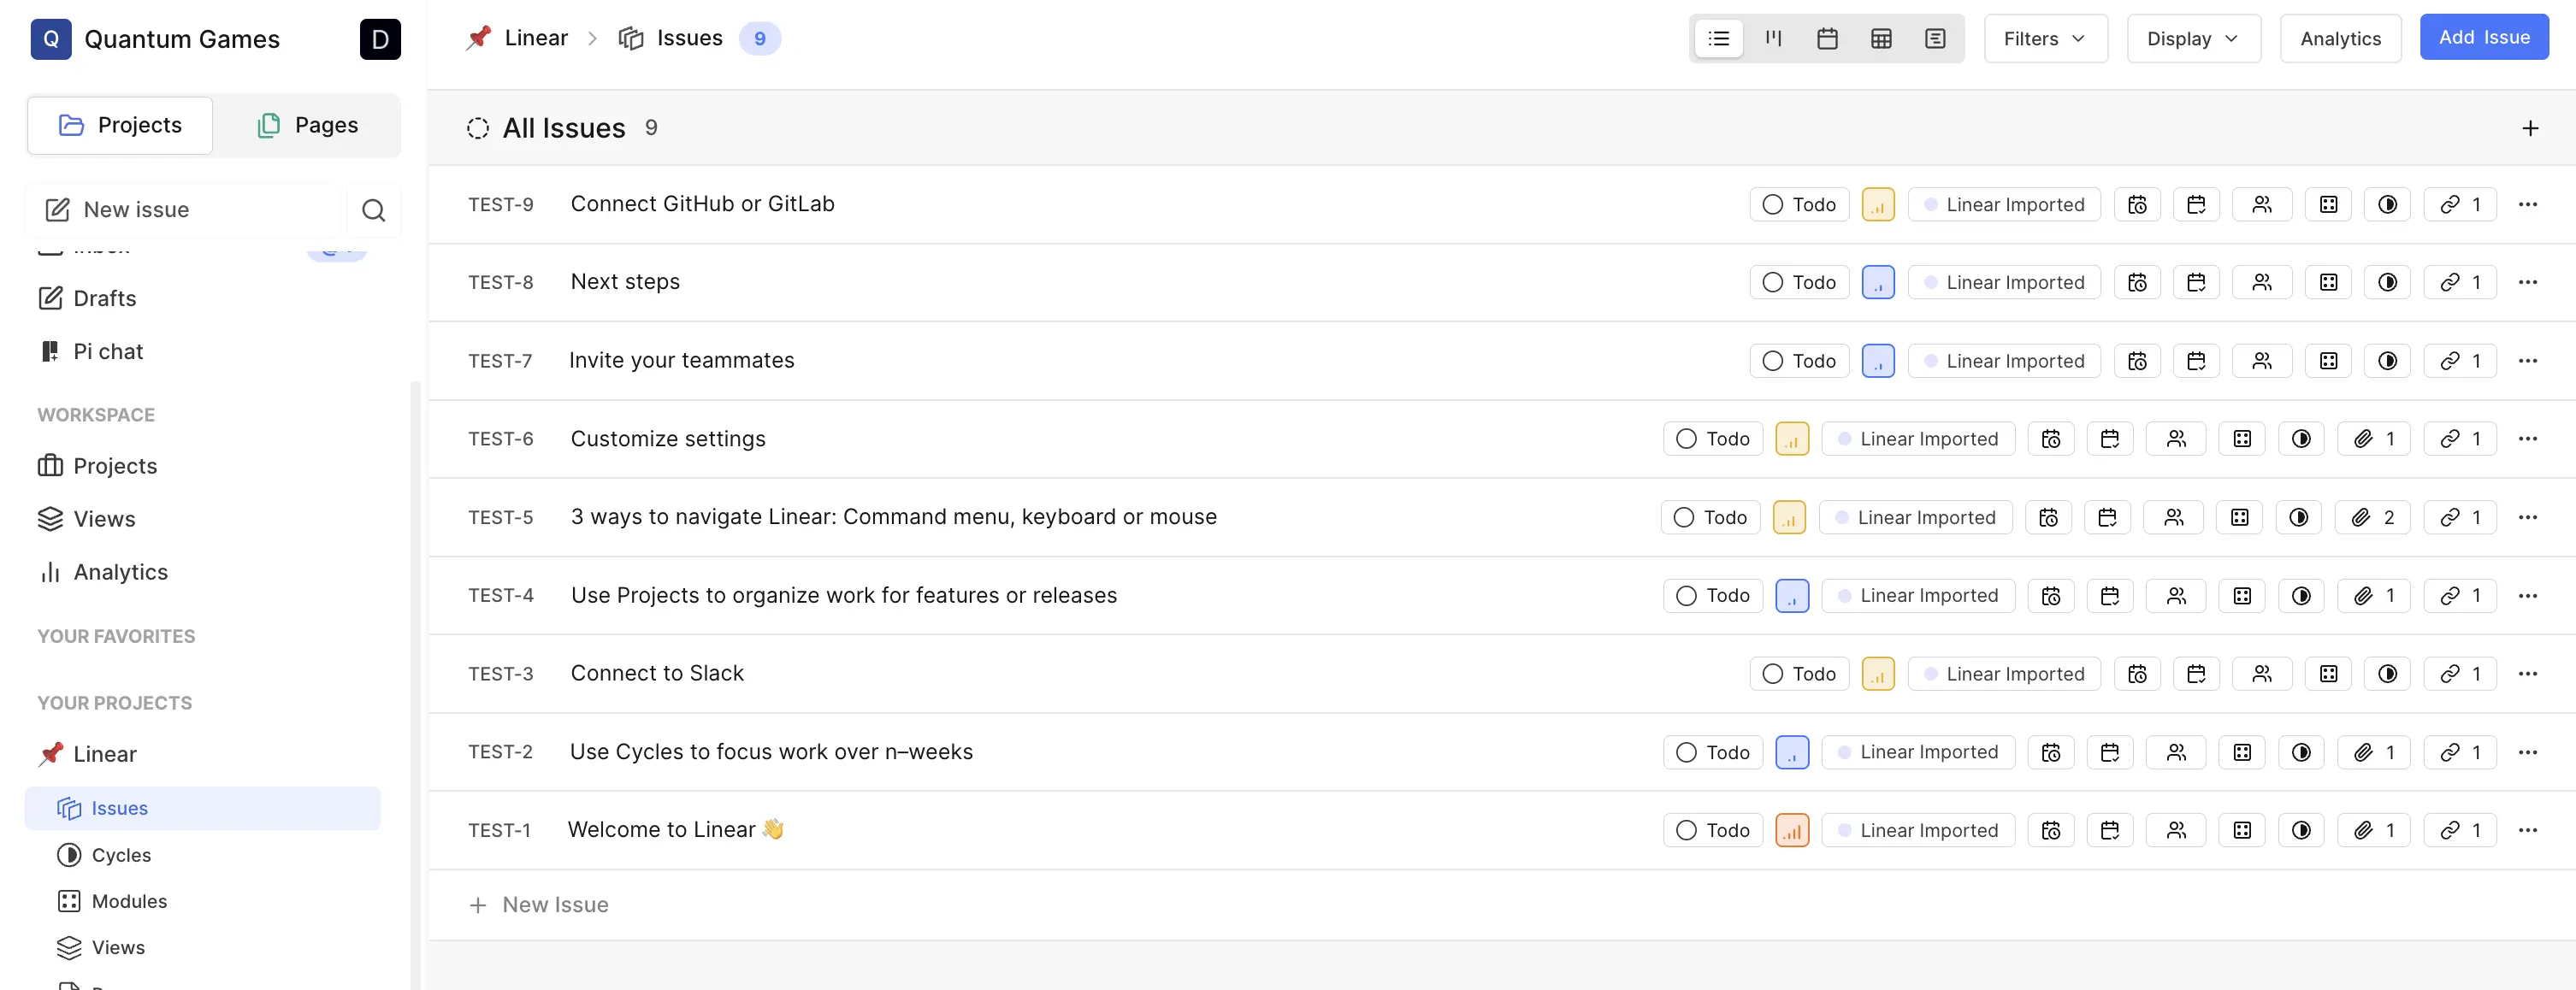 Q Quantum Games D
Projects Pages
New issue
Inbox
Drafts
Pi chat
WORKSPACE
Projects
Views
Analytics
YOUR FAVORITES
YOUR PROJECTS
Linear
Issues
Cycles
Modules
Views
Linear Issues 9 Filters Display Analytics Add Issue
All Issues 9
TEST-9 Connect GitHub or GitLab Todo Linear Imported 1
TEST-8 Next steps Todo Linear Imported 1
TEST-7 Invite your teammates Todo Linear Imported 1
TEST-6 Customize settings Todo Linear Imported 1 1
TEST-5 3 ways to navigate Linear: Command menu, keyboard or mouse Todo Linear Imported 2 1
TEST-4 Use Projects to organize work for features or releases Todo Linear Imported 1 1
TEST-3 Connect to Slack Todo Linear Imported 1
TEST-2 Use Cycles to focus work over n–weeks Todo Linear Imported 1 1
TEST-1 Welcome to Linear 👋 Todo Linear Imported 1 1
New Issue